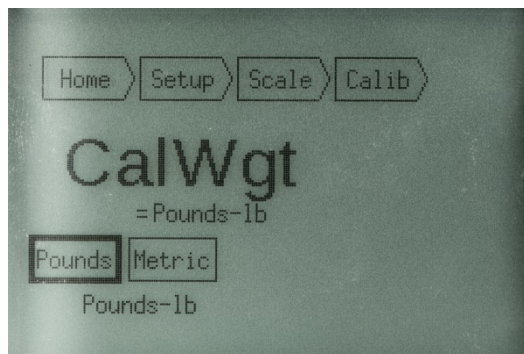 Home Setup Scale Calib
CalWgt
=Pounds-lb
Pounds Metric
Pounds-lb